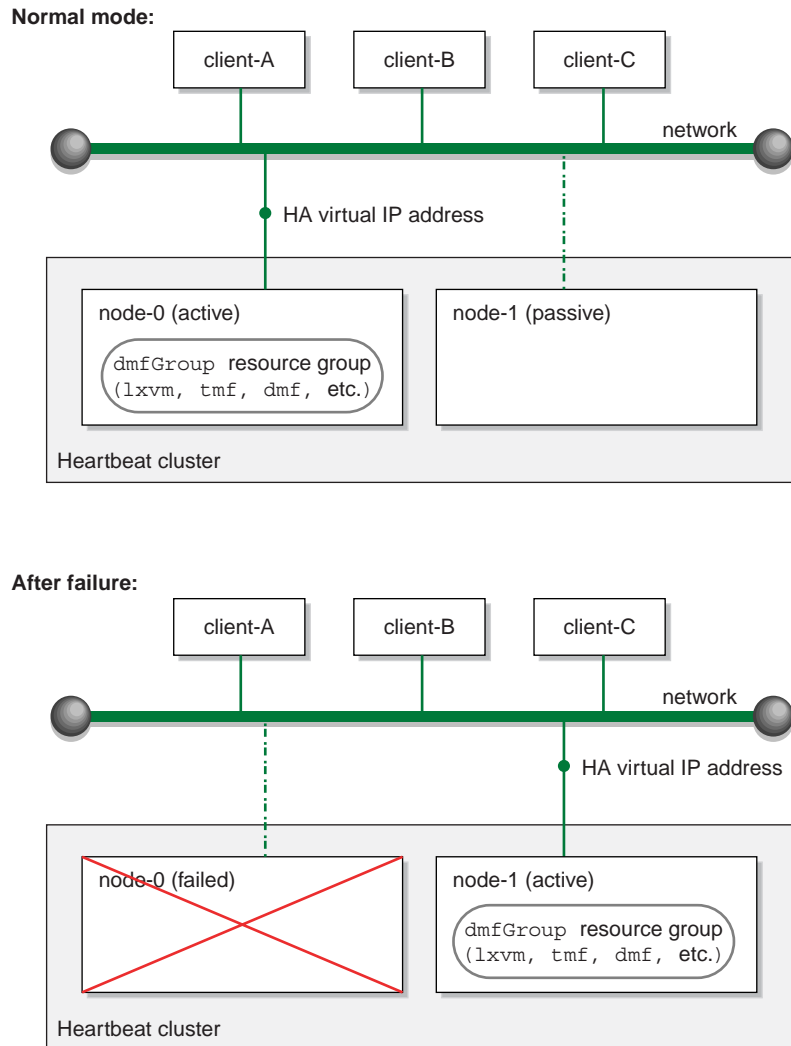 Normal mode:
client-A
client-B
client-C
network
HA virtual IP address
node-0 (active)
node-1 (passive)
dmfGroup resource group
(lxvm, tmf, dmf, etc.)
Heartbeat cluster
After failure:
client-A
client-B
client-C
network
HA virtual IP address
node-0 (failed)
node-1 (active)
dmfGroup resource group
(lxvm, tmf, dmf, etc.)
Heartbeat cluster